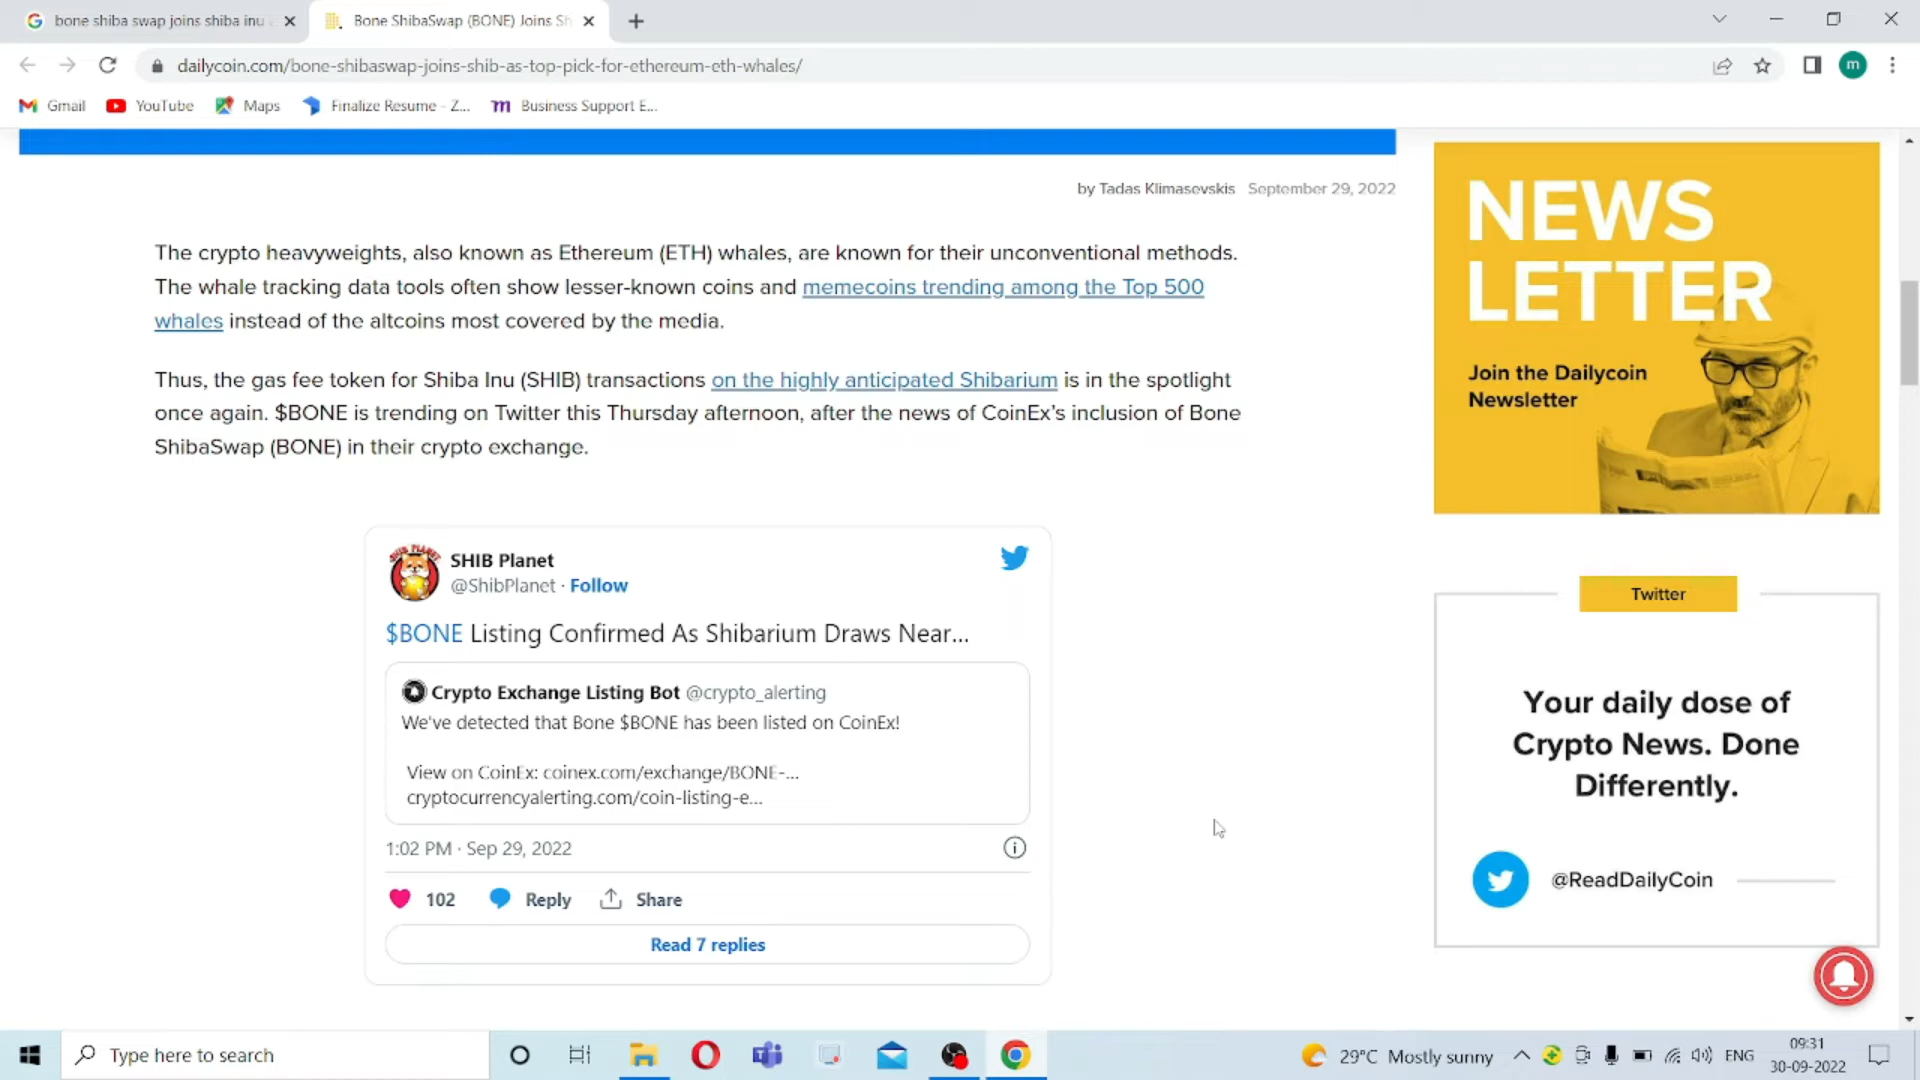 bone shiba swap joins shiba inu
Bone ShibaSwap (BONE) Joins Sh
dailycoin.com/bone-shibaswap-joins-shib-as-top-pick-for-ethereum-eth-whales/
m
Gmail
YouTube
Maps
Finalize Resume - Z...
Business Support E...
by Tadas Klimasevskis September 29, 2022
The crypto heavyweights, also known as Ethereum (ETH) whales, are known for their unconventional methods.
The whale tracking data tools often show lesser-known coins and memecoins trending among the Top 500
whales instead of the altcoins most covered by the media.
Thus, the gas fee token for Shiba Inu (SHIB) transactions on the highly anticipated Shibarium is in the spotlight
once again. $BONE is trending on Twitter this Thursday afternoon, after the news of CoinEx's inclusion of Bone
ShibaSwap (BONE) in their crypto exchange.
SHIB Planet
@ShibPlanet · Follow
$BONE Listing Confirmed As Shibarium Draws Near...
Crypto Exchange Listing Bot @crypto_alerting
We've detected that Bone $BONE has been listed on CoinEx!
View on CoinEx: coinex.com/exchange/BONE-...
cryptocurrencyalerting.com/coin-listing-e...
1:02 PM · Sep 29, 2022
102 Reply Share
Read 7 replies
NEWS
LETTER
Join the Dailycoin
Newsletter
Twitter
Your daily dose of
Crypto News. Done
Differently.
@ReadDailyCoin
Type here to search
29°C Mostly sunny
ENG
09:31
30-09-2022